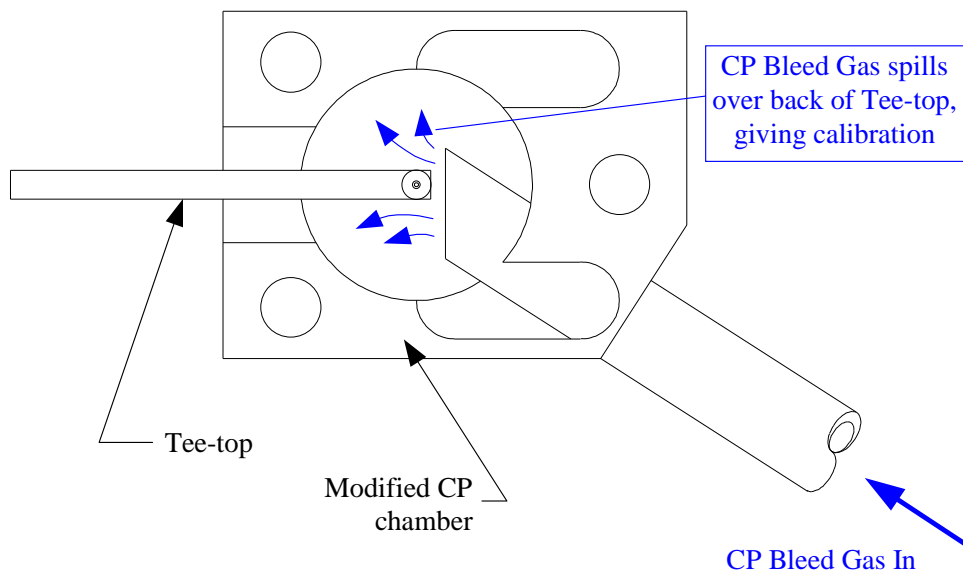 CP Bleed Gas spills
over back of Tee-top,
giving calibration
Tee-top
Modified CP
chamber
CP Bleed Gas In